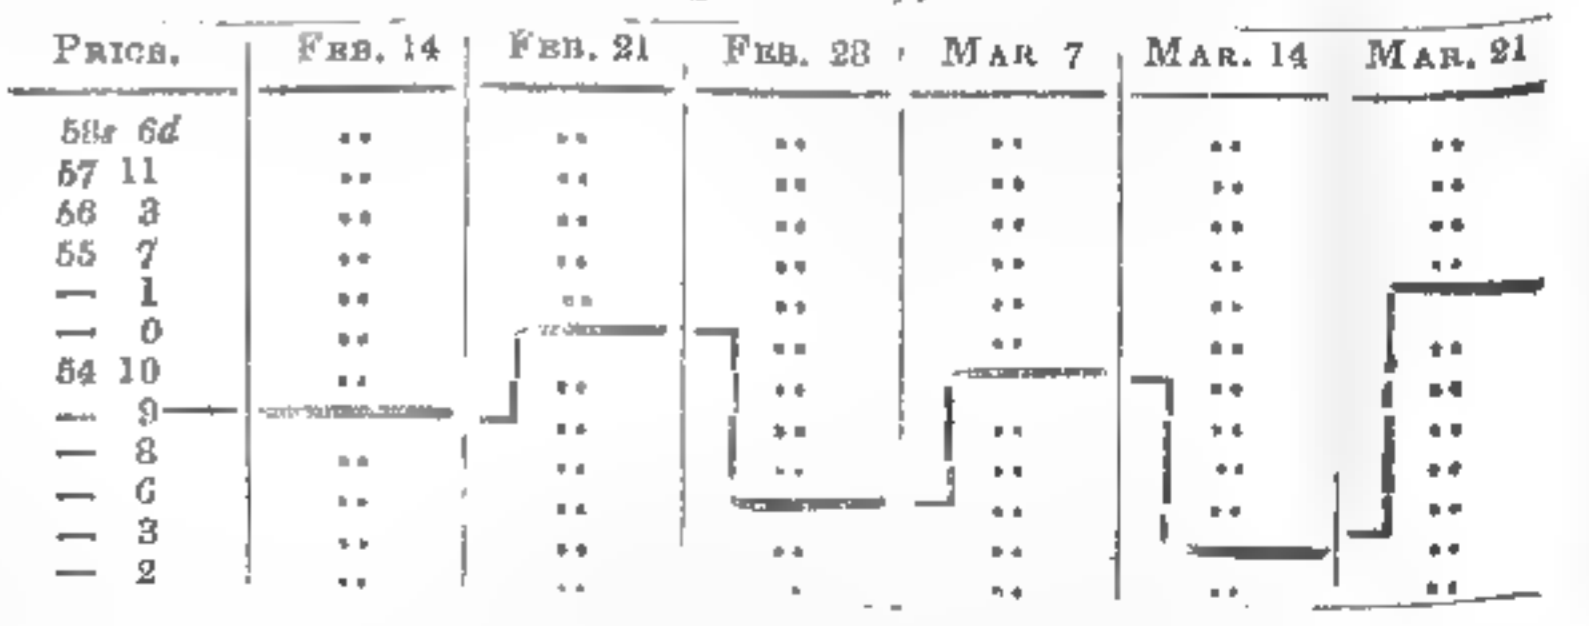 PRICE. FEB. 14 FEB. 21 FEB. 28 MAR 7 MAR. 14 MAR. 21
58s 6d .. .. .. .. .. ..
57 11 .. .. .. .. .. ..
56 3 .. .. .. .. .. ..
55 7 .. .. .. .. .. ..
— 1 .. .. .. .. ..
— 0 .. .. .. .. ..
54 10 .. .. .. .. ..
— 9 .. .. .. .. ..
— 8 .. .. .. .. .. ..
— 6 .. .. .. .. ..
— 3 .. .. .. .. ..
— 2 .. .. . .. .. ..